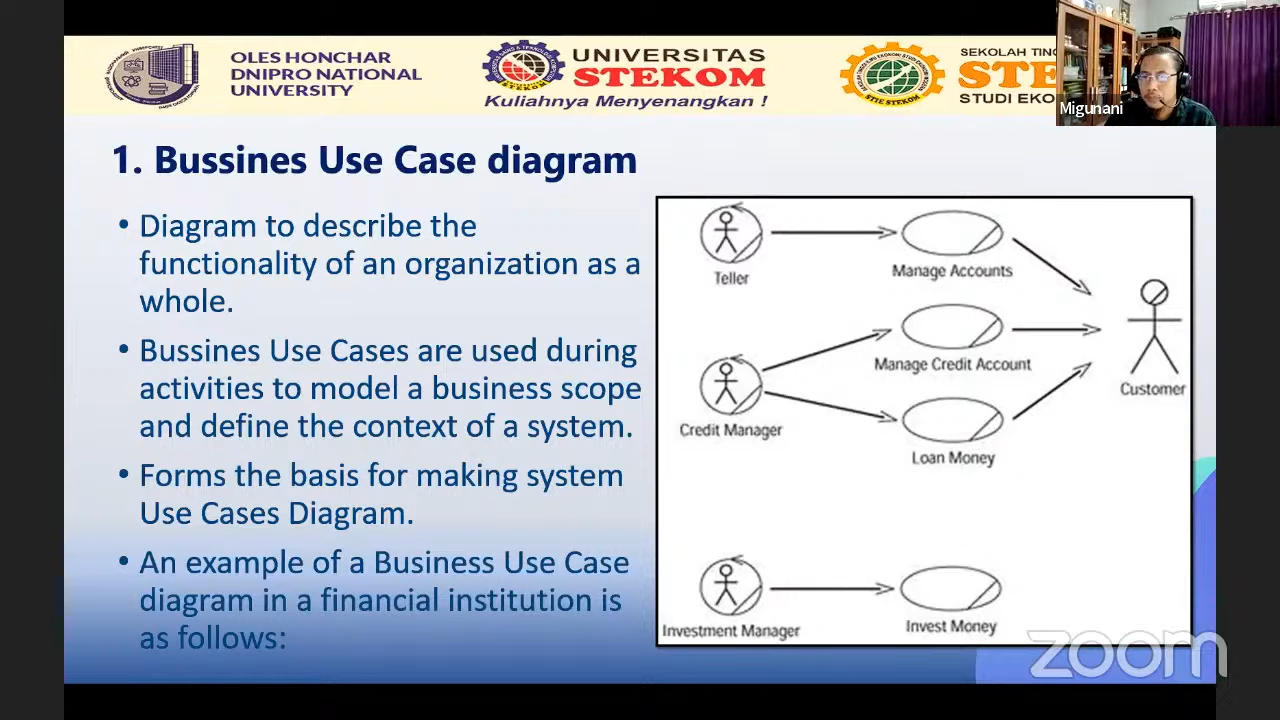 OLES HONCHAR
DNIPRO NATIONAL
UNIVERSITY
UNIVERSITAS
STEKOM
Kuliahnya Menyenangkan !
SEKOLAH
STE
STUDI
Migunani
1. Bussines Use Case diagram
• Diagram to describe the
functionality of an organization as a
whole.
• Bussines Use Cases are used during
activities to model a business scope
and define the context of a system.
• Forms the basis for making system
Use Cases Diagram.
• An example of a Business Use Case
diagram in a financial institution is
as follows:
Teller
Manage Accounts
Manage Credit Account
Customer
Credit Manager
Loan Money
Investment Manager
Invest Money
zoom